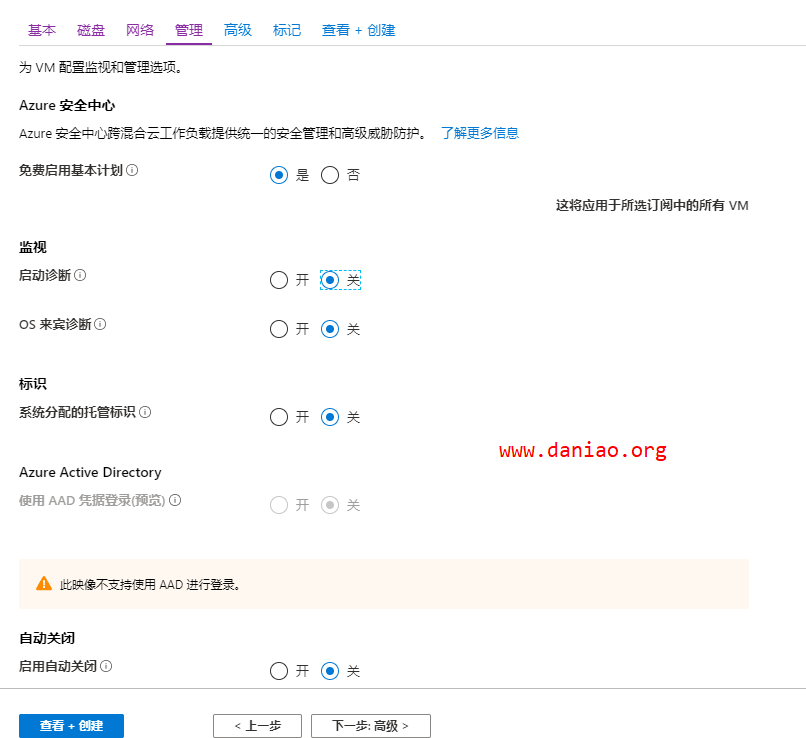 基本 磁盘 网络 管理 高级 标记 查看 + 创建
为 VM 配置监视和管理选项。
Azure 安全中心
Azure 安全中心跨混合云工作负载提供统一的安全管理和高级威胁防护。 了解更多信息
免费启用基本计划 是 否
这将应用于所选订阅中的所有 VM
监视
启动诊断 开 关
OS 来宾诊断 开 关
标识
系统分配的托管标识 开 关
www.daniao.org
Azure Active Directory
使用 AAD 凭据登录(预览) 开 关
此映像不支持使用 AAD 进行登录。
自动关闭
启用自动关闭 开 关
查看 + 创建 < 上一步 下一步: 高级 >